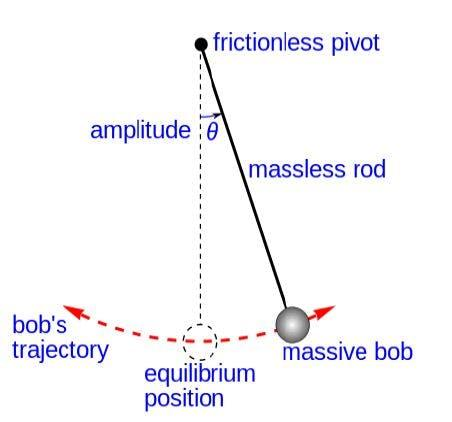 frictionless pivot
amplitude
θ
massless rod
bob's
trajectory
massive bob
equilibrium
position